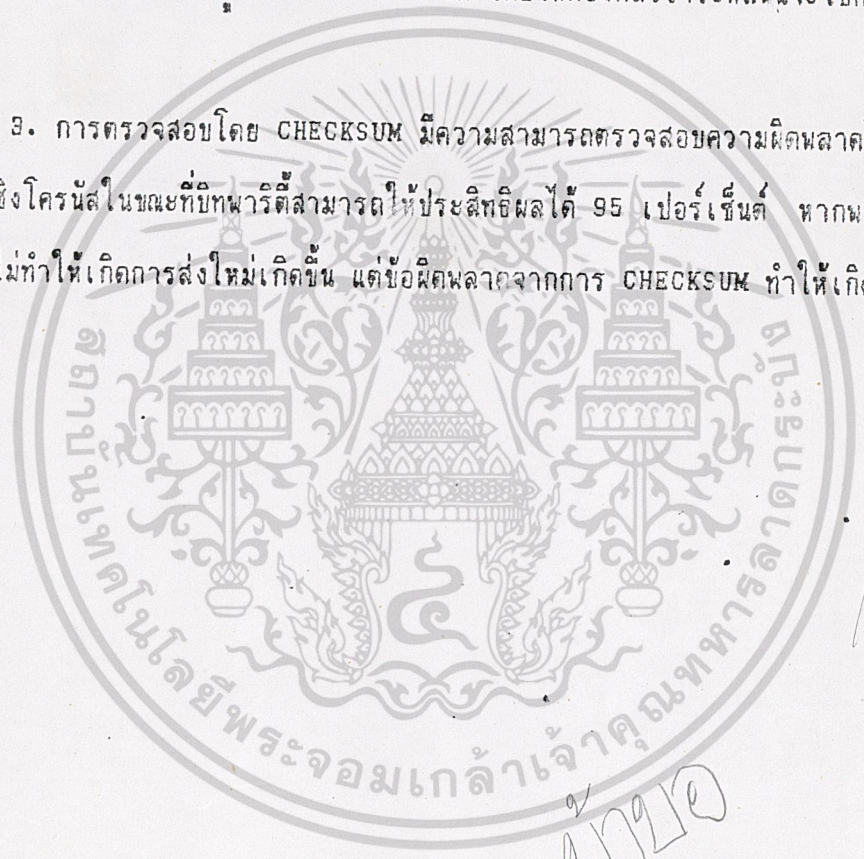 3. การตรวจสอบโดย CHECKSUM มีความสามารถตรวจสอบความผิดพลาด
ซิงโครนัสในขณะที่บิทพาริตี้สามารถให้ประสิทธิผลได้ 95 เปอร์เซ็นต์ หาก
ไม่ทำให้เกิดการส่งใหม่เกิดขึ้น แต่ข้อผิดพลาดจากการ CHECKSUM ทำให้เกิด
สถาบันเทคโนโลยีพระจอมเกล้าเจ้าคุณทหารลาดกระบัง